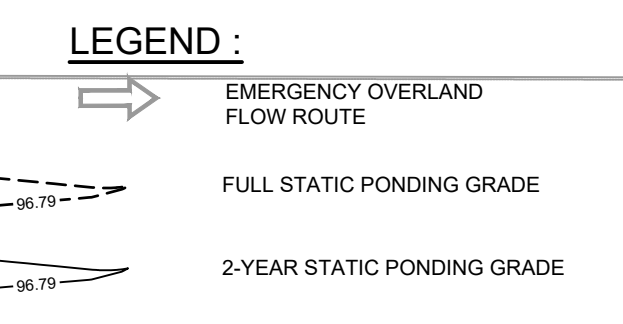 LEGEND :
EMERGENCY OVERLAND
FLOW ROUTE
96.79
FULL STATIC PONDING GRADE
96.79
2-YEAR STATIC PONDING GRADE